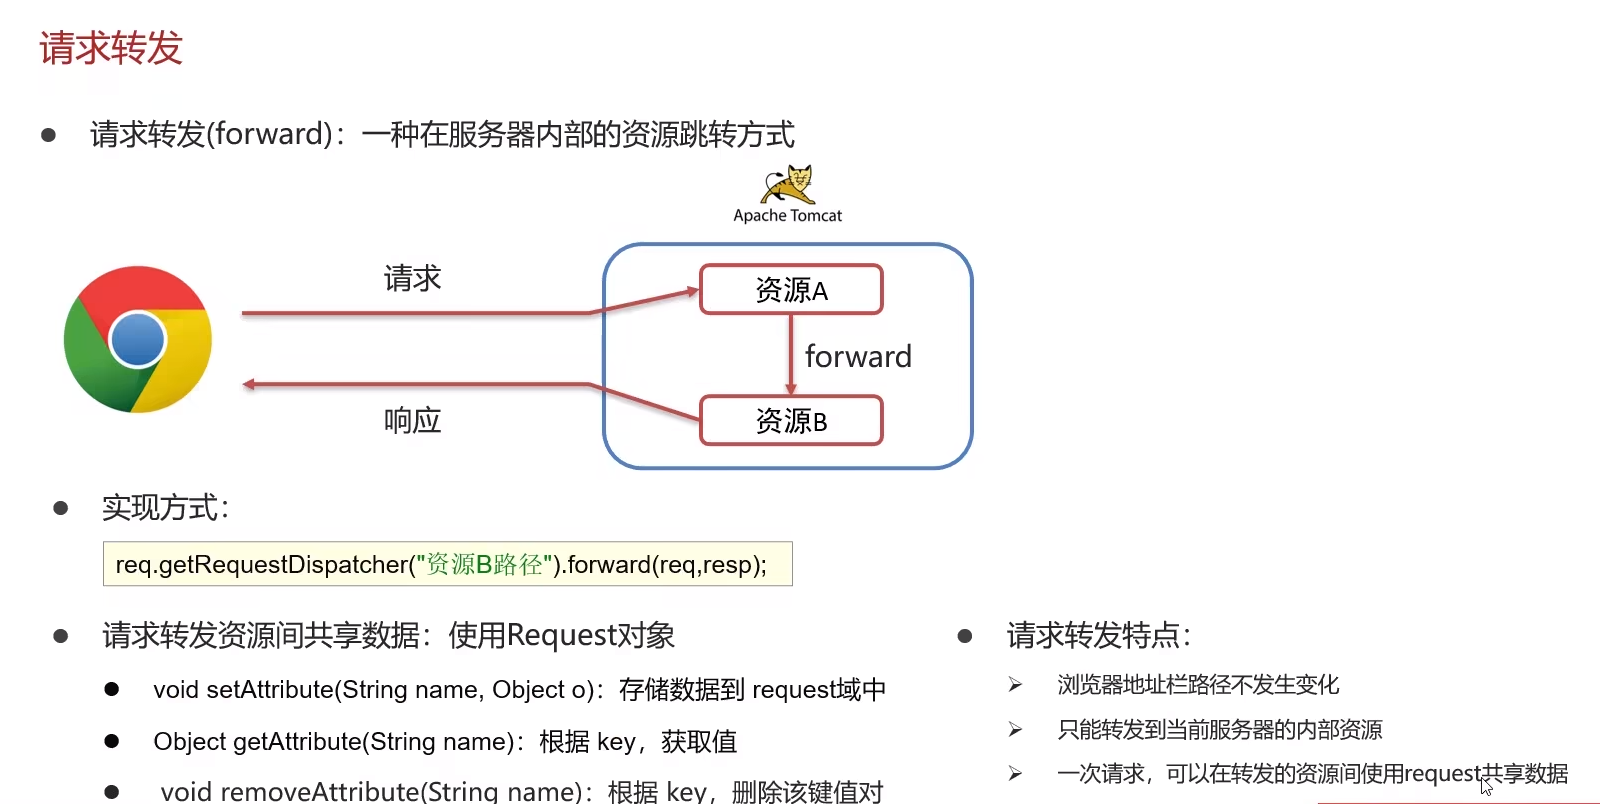 请求转发
请求转发(forward)：一种在服务器内部的资源跳转方式
Apache Tomcat
请求
资源A
forward
响应
资源B
实现方式：
req.getRequestDispatcher("资源B路径").forward(req,resp);
请求转发资源间共享数据：使用Request对象
void setAttribute(String name, Object o)：存储数据到 request域中
Object getAttribute(String name)：根据 key，获取值
void removeAttribute(String name)：根据 key，删除该键值对
请求转发特点：
浏览器地址栏路径不发生变化
只能转发到当前服务器的内部资源
一次请求，可以在转发的资源间使用request共享数据